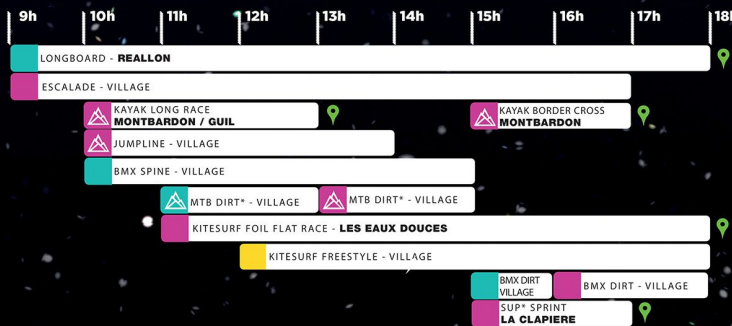 9h 10h 11h 12h 13h 14h 15h 16h 17h 18h
LONGBOARD - REALLON
ESCALADE - VILLAGE
KAYAK LONG RACE
MONTBARDON / GUIL
KAYAK BORDER CROSS
MONTBARDON
JUMPLINE - VILLAGE
BMX SPINE - VILLAGE
MTB DIRT* - VILLAGE
MTB DIRT* - VILLAGE
KITESURF FOIL FLAT RACE - LES EAUX DOUCES
KITESURF FREESTYLE - VILLAGE
BMX DIRT
VILLAGE
BMX DIRT - VILLAGE
SUP* SPRINT
LA CLAPIERE